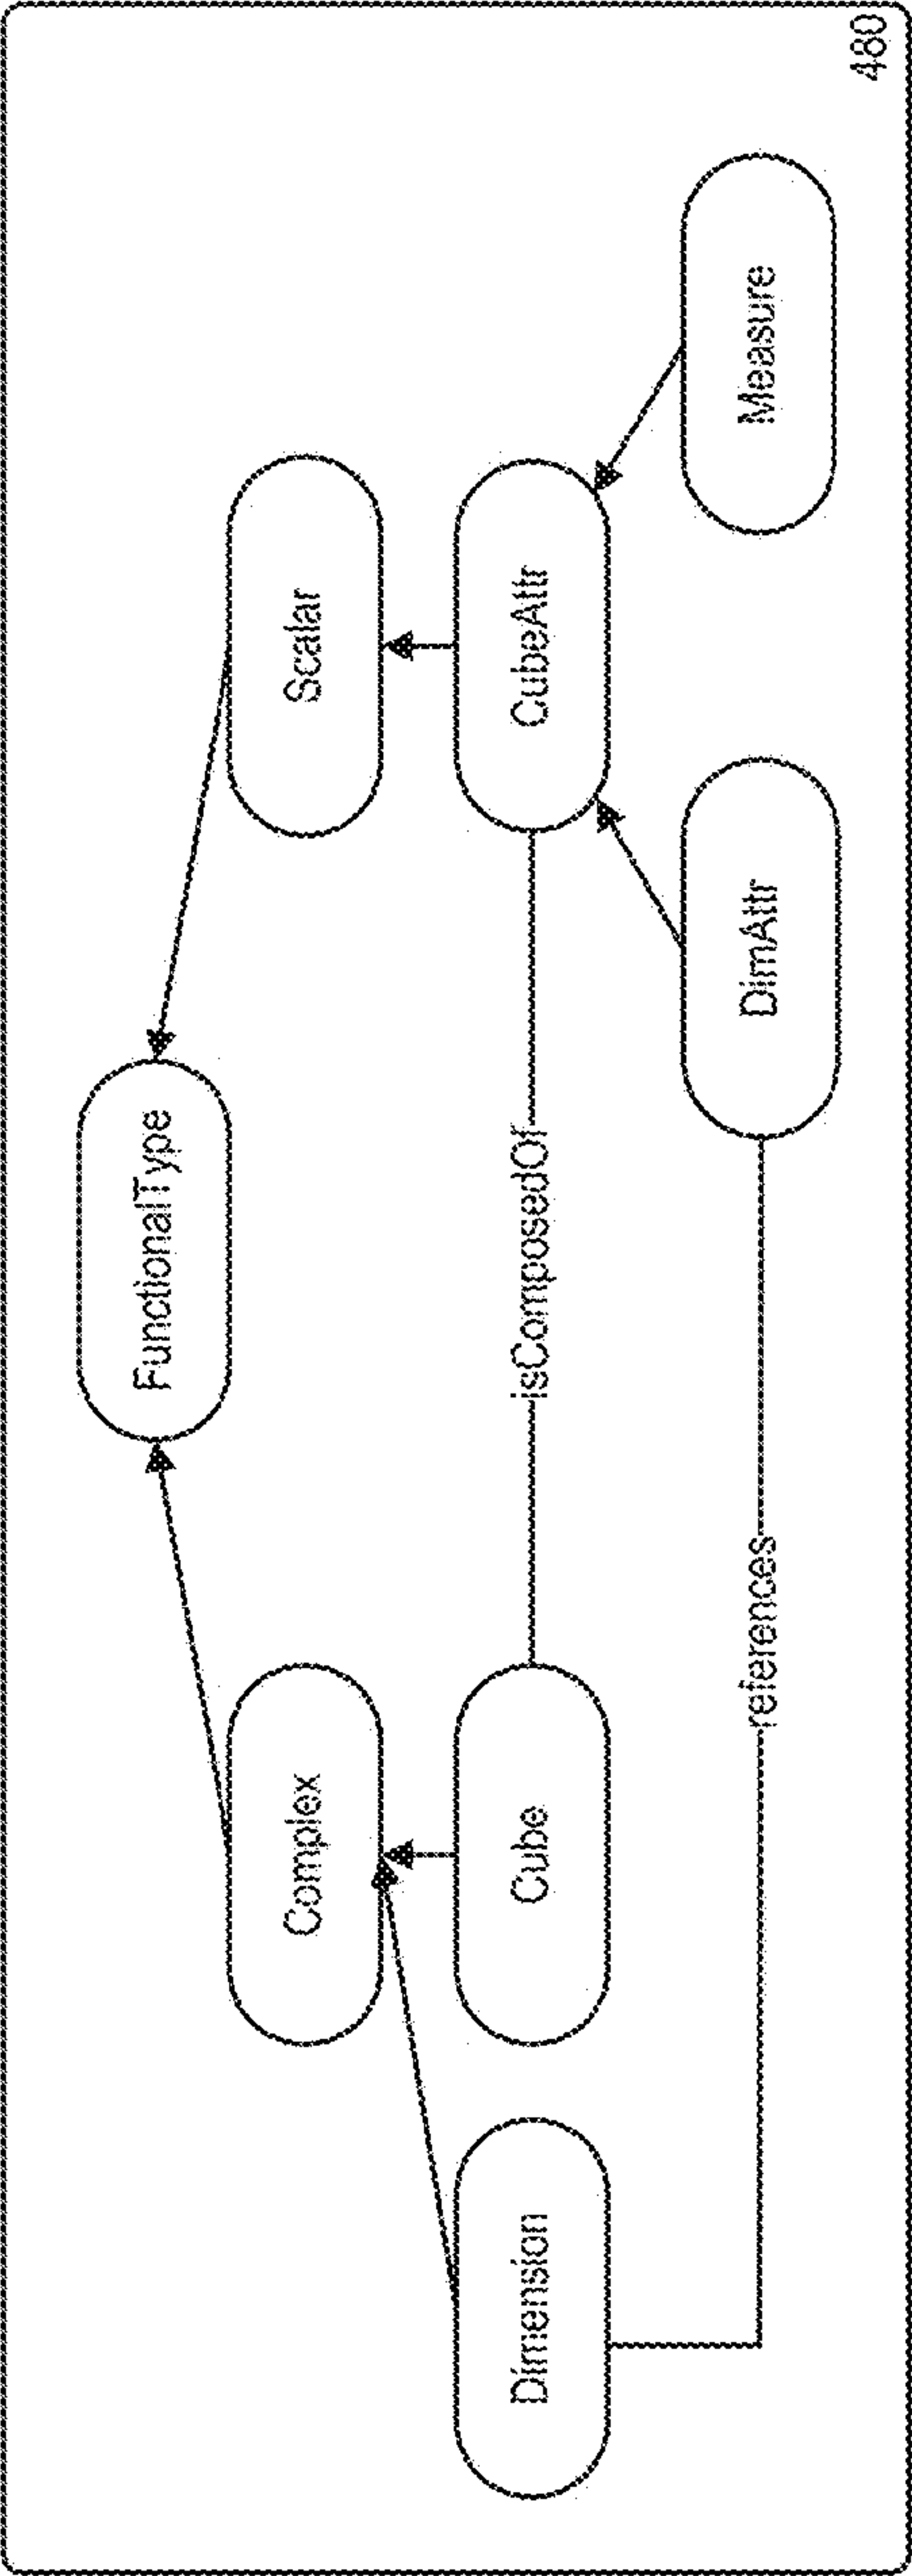 FunctionalType
Complex
Scalar
Dimension
Cube
isComposedOf
CubeAttr
references
DimAttr
Measure
480